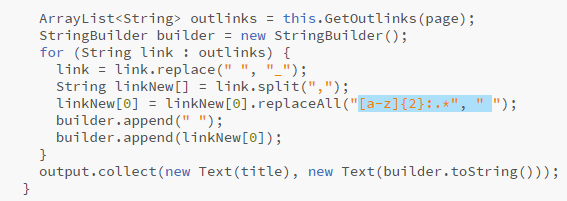 ArrayList<String> outlinks = this.GetOutlinks(page);
StringBuilder builder = new StringBuilder();
for (String link : outlinks) {
link = link.replace(" ", "_");
String linkNew[] = link.split(",");
linkNew[0] = linkNew[0].replaceAll("[a-z]{2}:.*", " ");
builder.append(" ");
builder.append(linkNew[0]);
}
output.collect(new Text(title), new Text(builder.toString()));
}